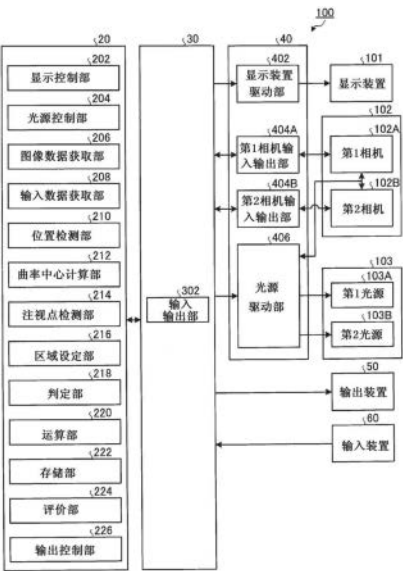 100
20
202
显示控制部
204
光源控制部
206
图像数据获取部
208
输入数据获取部
210
位置检测部
212
曲率中心计算部
214
注视点检测部
216
区域设定部
218
判定部
220
运算部
222
存储部
224
评价部
226
输出控制部
30
302
输入
输出部
40
402
显示装置
驱动部
404A
第1相机输
入输出部
404B
第2相机输
入输出部
406
光源
驱动部
101
显示装置
102
102A
第1相机
102B
第2相机
103
103A
第1光源
103B
第2光源
50
输出装置
60
输入装置